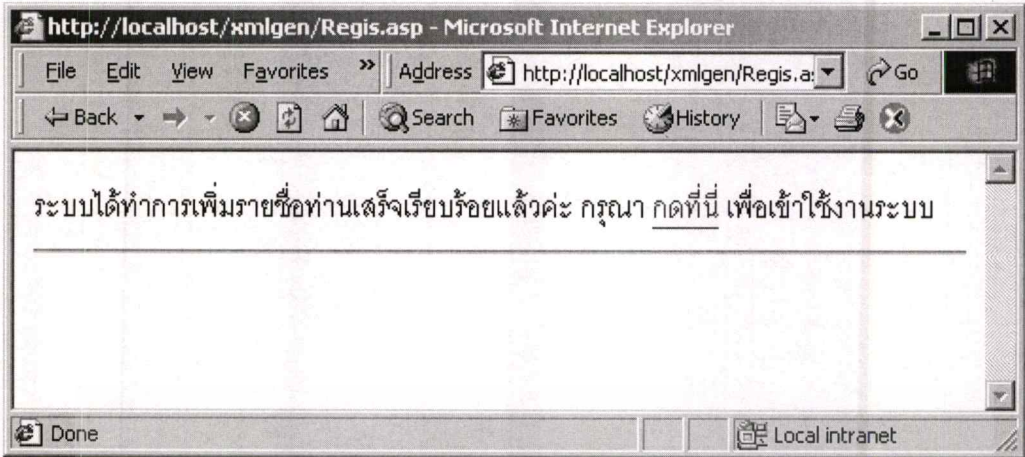 http://localhost/xmlgen/Regis.asp - Microsoft Internet Explorer
File Edit View Favorites » Address http://localhost/xmlgen/Regis.a Go
Back Search Favorites History
ระบบได้ทำการเพิ่มรายชื่อท่านเสร็จเรียบร้อยแล้วค่ะ กรุณา กดที่นี่ เพื่อเข้าใช้งานระบบ
Done Local intranet